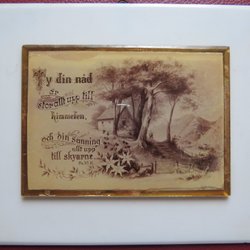 Ty din nåd
är
stor allt upp till
himmelen,
och din sanning
allt upp
till skyarne